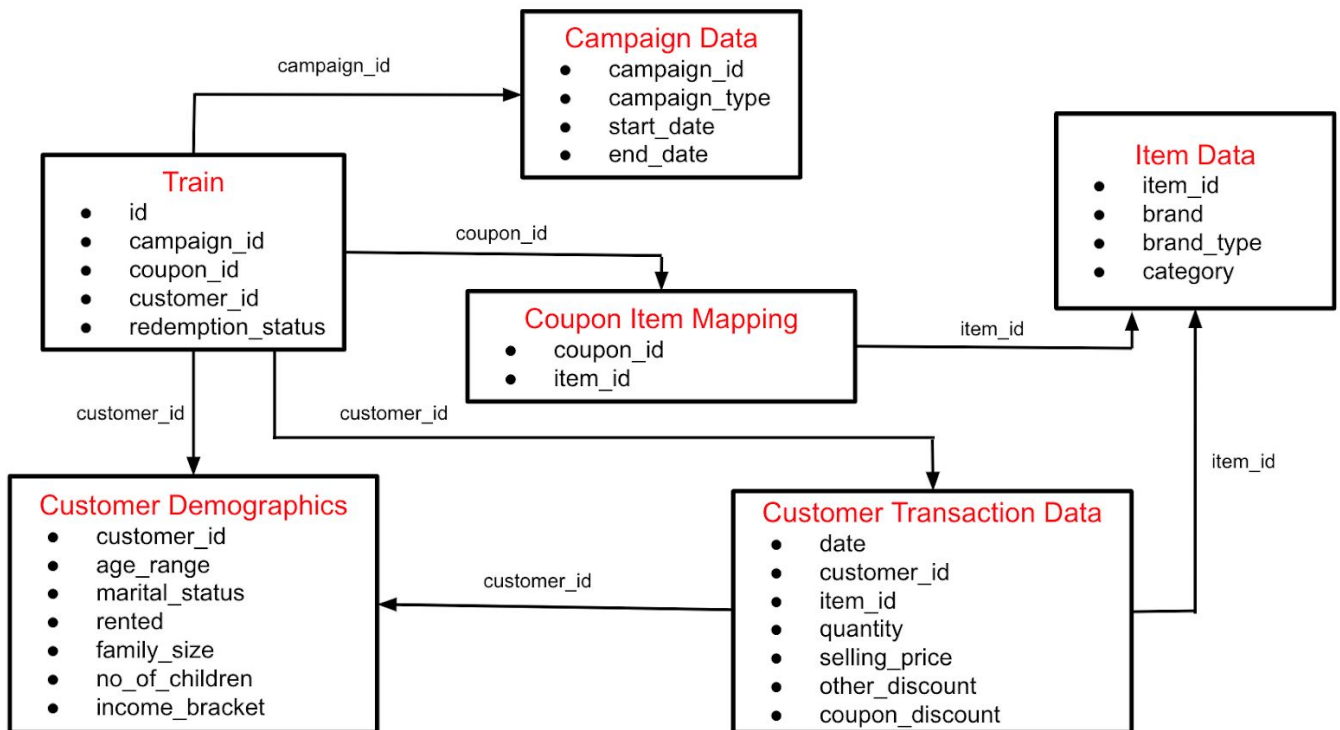 Campaign Data
● campaign_id
● campaign_type
● start_date
● end_date
campaign_id
Train
● id
● campaign_id
● coupon_id
● customer_id
● redemption_status
coupon_id
Item Data
● item_id
● brand
● brand_type
● category
Coupon Item Mapping
● coupon_id
● item_id
item_id
customer_id
customer_id
item_id
Customer Demographics
● customer_id
● age_range
● marital_status
● rented
● family_size
● no_of_children
● income_bracket
customer_id
Customer Transaction Data
● date
● customer_id
● item_id
● quantity
● selling_price
● other_discount
● coupon_discount